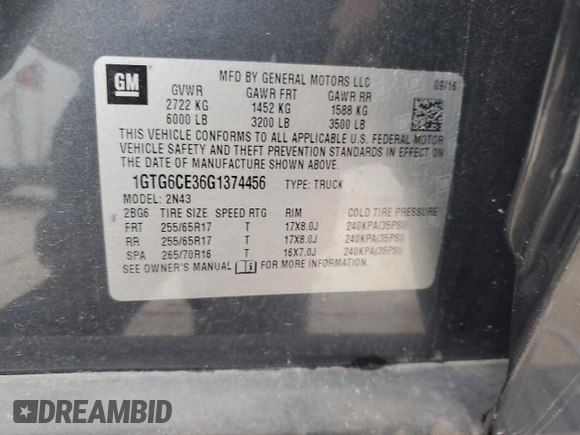 GM
MFD BY GENERAL MOTORS LLC
09/16
GVWR GAWR FRT GAWR RR
2722 KG 1452 KG 1588 KG
6000 LB 3200 LB 3500 LB
THIS VEHICLE CONFORMS TO ALL APPLICABLE U.S. FEDERAL MOTOR
VEHICLE SAFETY AND THEFT PREVENTION STANDARDS IN EFFECT ON
THE DATE OF MANUFACTURE SHOWN ABOVE.
1GTG6CE36G1374456 TYPE: TRUCK
MODEL: 2N43
2BG6 TIRE SIZE SPEED RTG RIM COLD TIRE PRESSURE
FRT 255/65R17 T 17X8.0J 240KPA(35PSI)
RR 255/65R17 T 17X8.0J 240KPA(35PSI)
SPA 265/70R16 T 16X7.0J 240KPA(35PSI)
SEE OWNER'S MANUAL FOR MORE INFORMATION.
DREAMBID